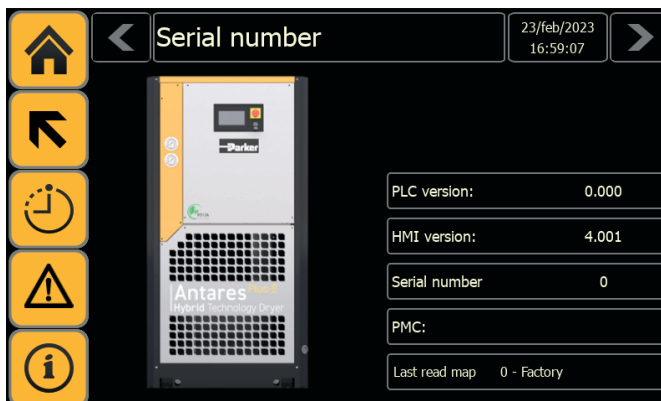 Serial number
23/feb/2023
16:59:07
Parker
PLC version: 0.000
HMI version: 4.001
Serial number 0
PMC:
Last read map 0 - Factory
Antares Plus-E
Hybrid Technology Dryer